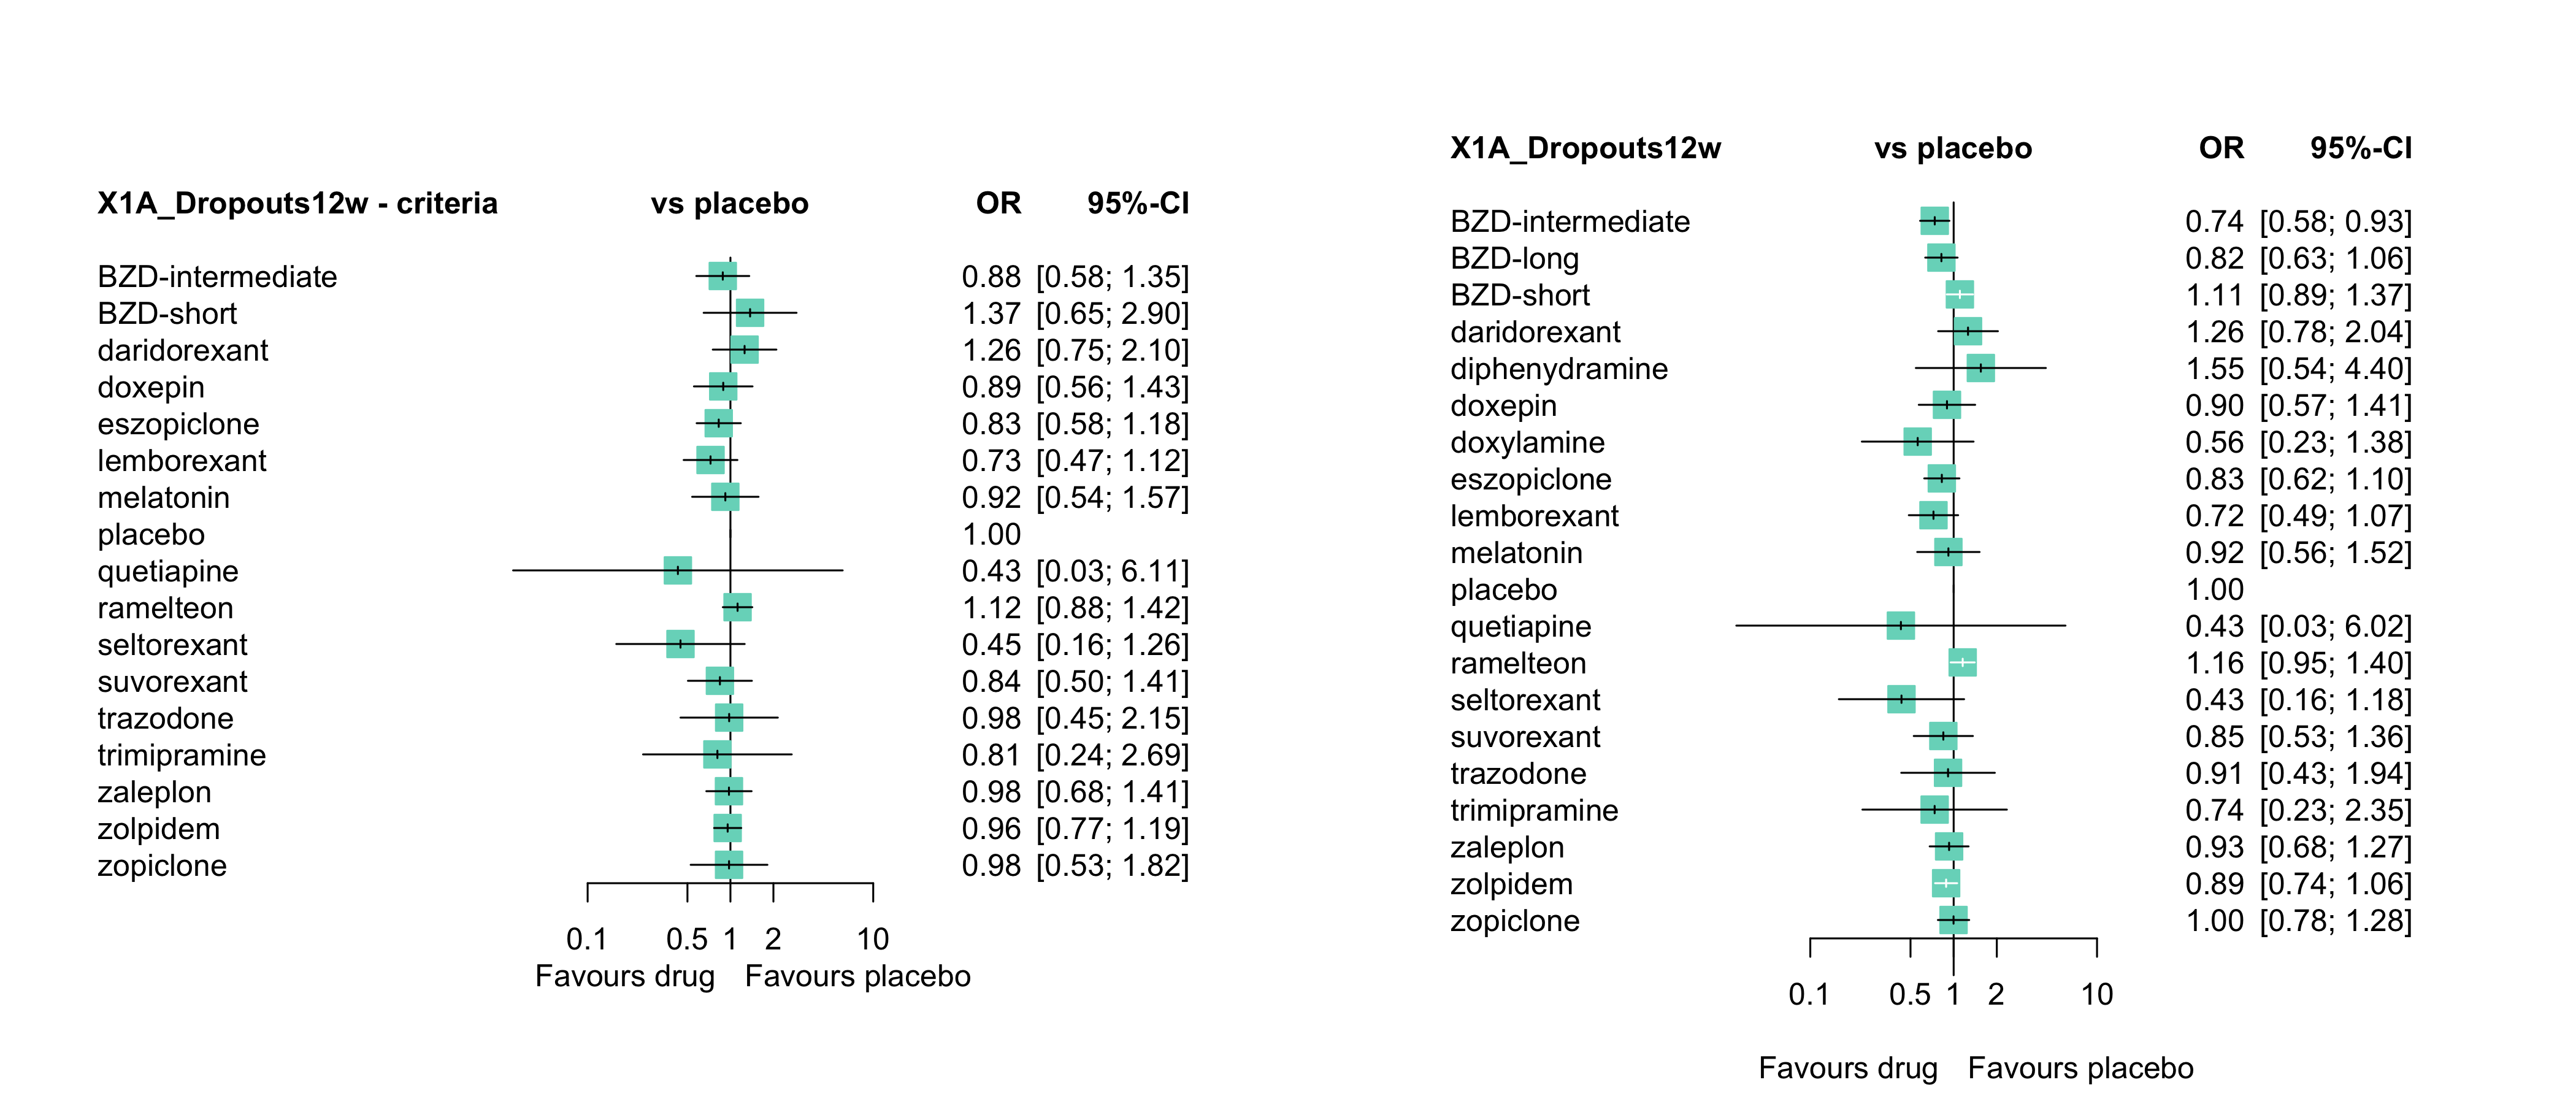 X1A_Dropouts12w - criteria vs placebo OR 95%-CI
BZD-intermediate 0.88 [0.58; 1.35]
BZD-short 1.37 [0.65; 2.90]
daridorexant 1.26 [0.75; 2.10]
doxepin 0.89 [0.56; 1.43]
eszopiclone 0.83 [0.58; 1.18]
lemborexant 0.73 [0.47; 1.12]
melatonin 0.92 [0.54; 1.57]
placebo 1.00
quetiapine 0.43 [0.03; 6.11]
ramelteon 1.12 [0.88; 1.42]
seltorexant 0.45 [0.16; 1.26]
suvorexant 0.84 [0.50; 1.41]
trazodone 0.98 [0.45; 2.15]
trimipramine 0.81 [0.24; 2.69]
zaleplon 0.98 [0.68; 1.41]
zolpidem 0.96 [0.77; 1.19]
zopiclone 0.98 [0.53; 1.82]
0.1 0.5 1 2 10
Favours drug Favours placebo
X1A_Dropouts12w vs placebo OR 95%-CI
BZD-intermediate 0.74 [0.58; 0.93]
BZD-long 0.82 [0.63; 1.06]
BZD-short 1.11 [0.89; 1.37]
daridorexant 1.26 [0.78; 2.04]
diphenydramine 1.55 [0.54; 4.40]
doxepin 0.90 [0.57; 1.41]
doxylamine 0.56 [0.23; 1.38]
eszopiclone 0.83 [0.62; 1.10]
lemborexant 0.72 [0.49; 1.07]
melatonin 0.92 [0.56; 1.52]
placebo 1.00
quetiapine 0.43 [0.03; 6.02]
ramelteon 1.16 [0.95; 1.40]
seltorexant 0.43 [0.16; 1.18]
suvorexant 0.85 [0.53; 1.36]
trazodone 0.91 [0.43; 1.94]
trimipramine 0.74 [0.23; 2.35]
zaleplon 0.93 [0.68; 1.27]
zolpidem 0.89 [0.74; 1.06]
zopiclone 1.00 [0.78; 1.28]
0.1 0.5 1 2 10
Favours drug Favours placebo